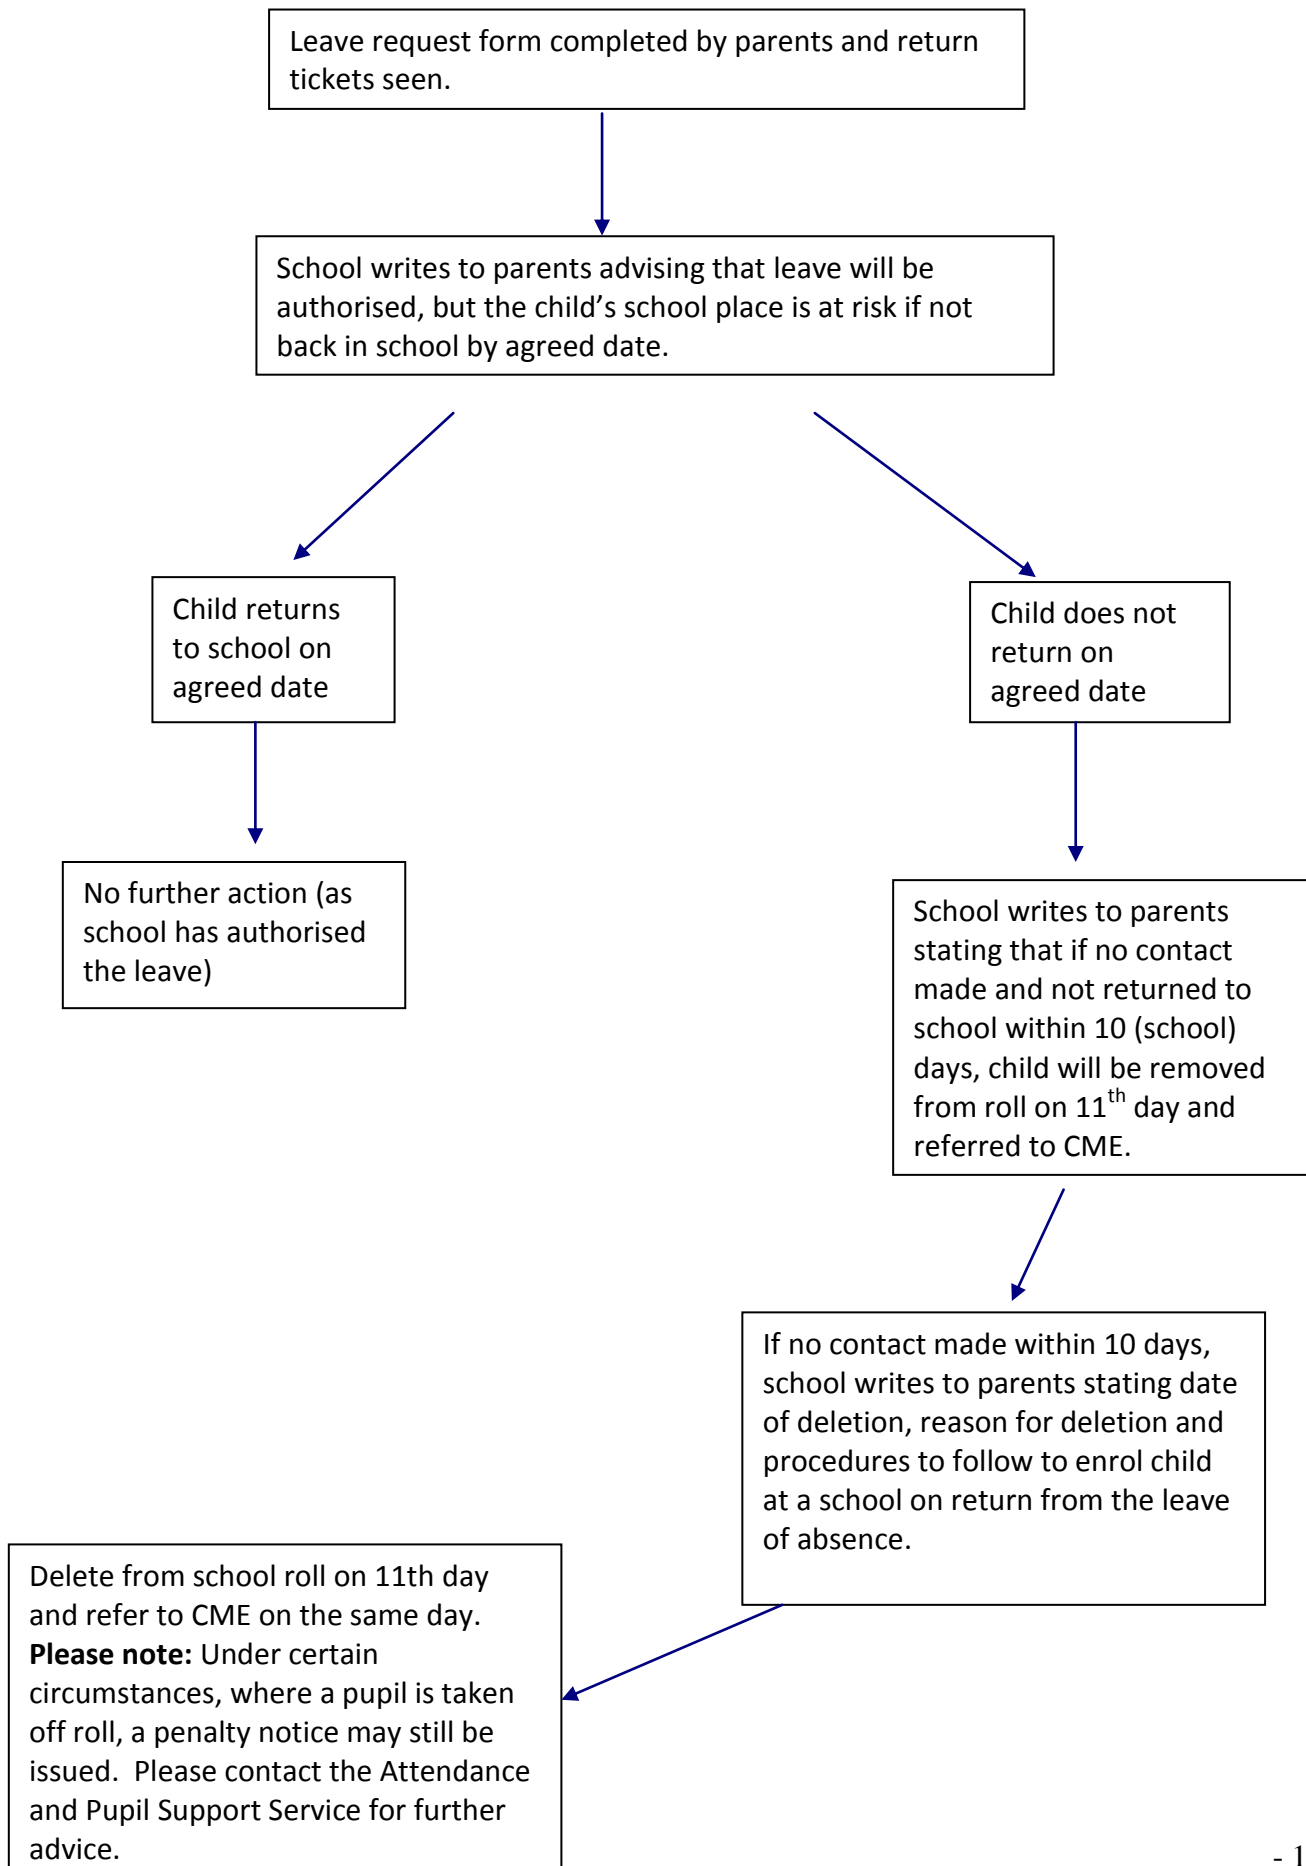 Leave request form completed by parents and return
tickets seen.
School writes to parents advising that leave will be
authorised, but the child’s school place is at risk if not
back in school by agreed date.
Child returns
to school on
agreed date
Child does not
return on
agreed date
No further action (as
school has authorised
the leave)
School writes to parents
stating that if no contact
made and not returned to
school within 10 (school)
days, child will be removed
from roll on 11th day and
referred to CME.
If no contact made within 10 days,
school writes to parents stating date
of deletion, reason for deletion and
procedures to follow to enrol child
at a school on return from the leave
of absence.
Delete from school roll on 11th day
and refer to CME on the same day.
Please note: Under certain
circumstances, where a pupil is taken
off roll, a penalty notice may still be
issued.  Please contact the Attendance
and Pupil Support Service for further
advice.
- 1